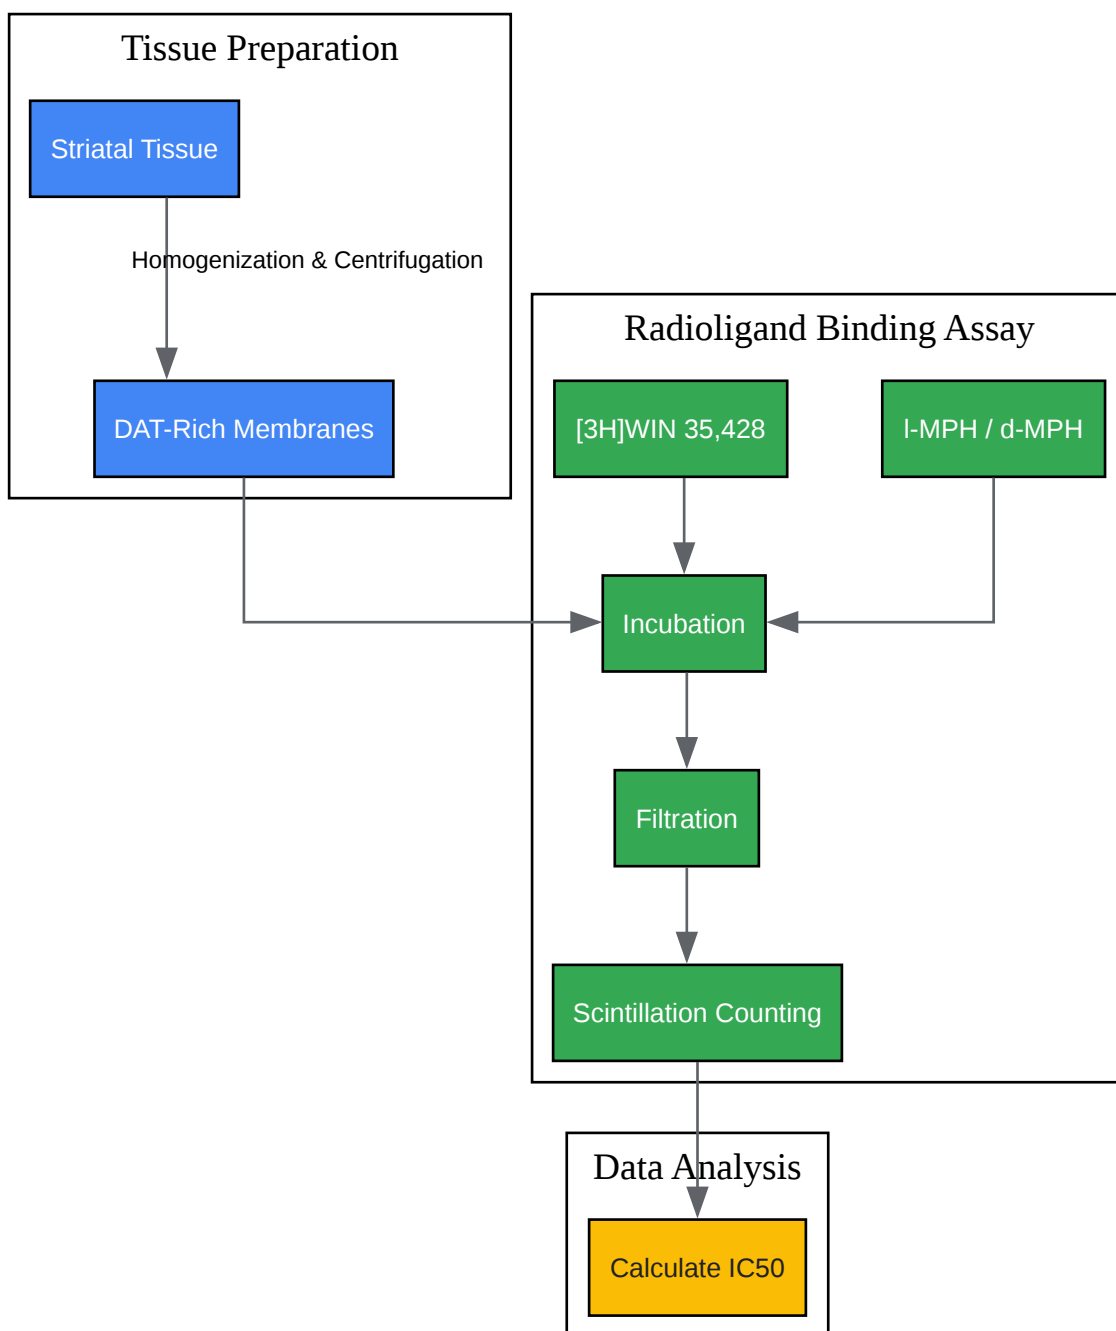 Tissue Preparation
Striatal Tissue
Homogenization & Centrifugation
DAT-Rich Membranes
Radioligand Binding Assay
[3H]WIN 35,428
l-MPH / d-MPH
Incubation
Filtration
Scintillation Counting
Data Analysis
Calculate IC50